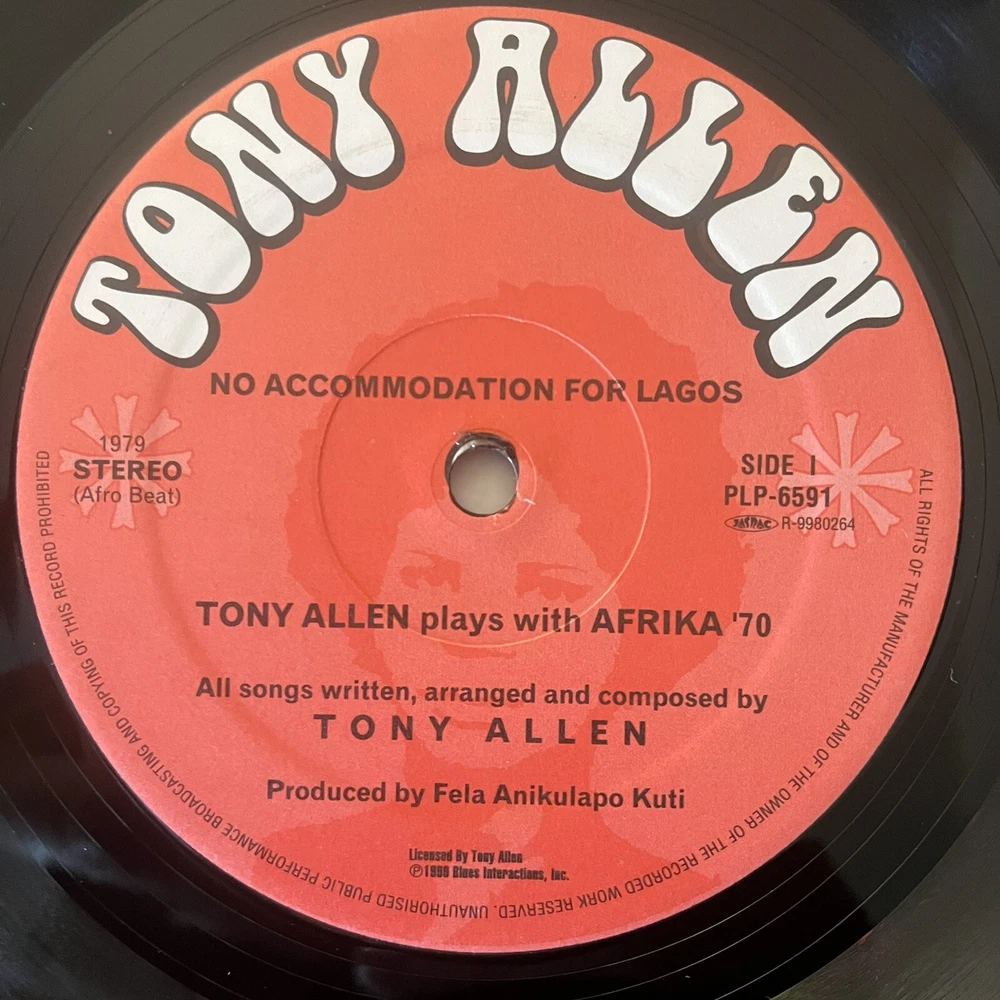 TONY ALLEN
NO ACCOMMODATION FOR LAGOS
1979
STEREO
(Afro Beat)
SIDE I
PLP-6591
JASRAC R-9980264
TONY ALLEN plays with AFRIKA '70
All songs written, arranged and composed by
TONY ALLEN
Produced by Fela Anikulapo Kuti
Licensed By Tony Allen
Ⓟ1998 Blues Interactions, Inc.
ALL RIGHTS OF THE MANUFACTURER AND OF THE OWNER OF THE RECORDED WORK RESERVED. UNAUTHORISED PUBLIC PERFORMANCE BROADCASTING AND COPYING OF THIS RECORD PROHIBITED